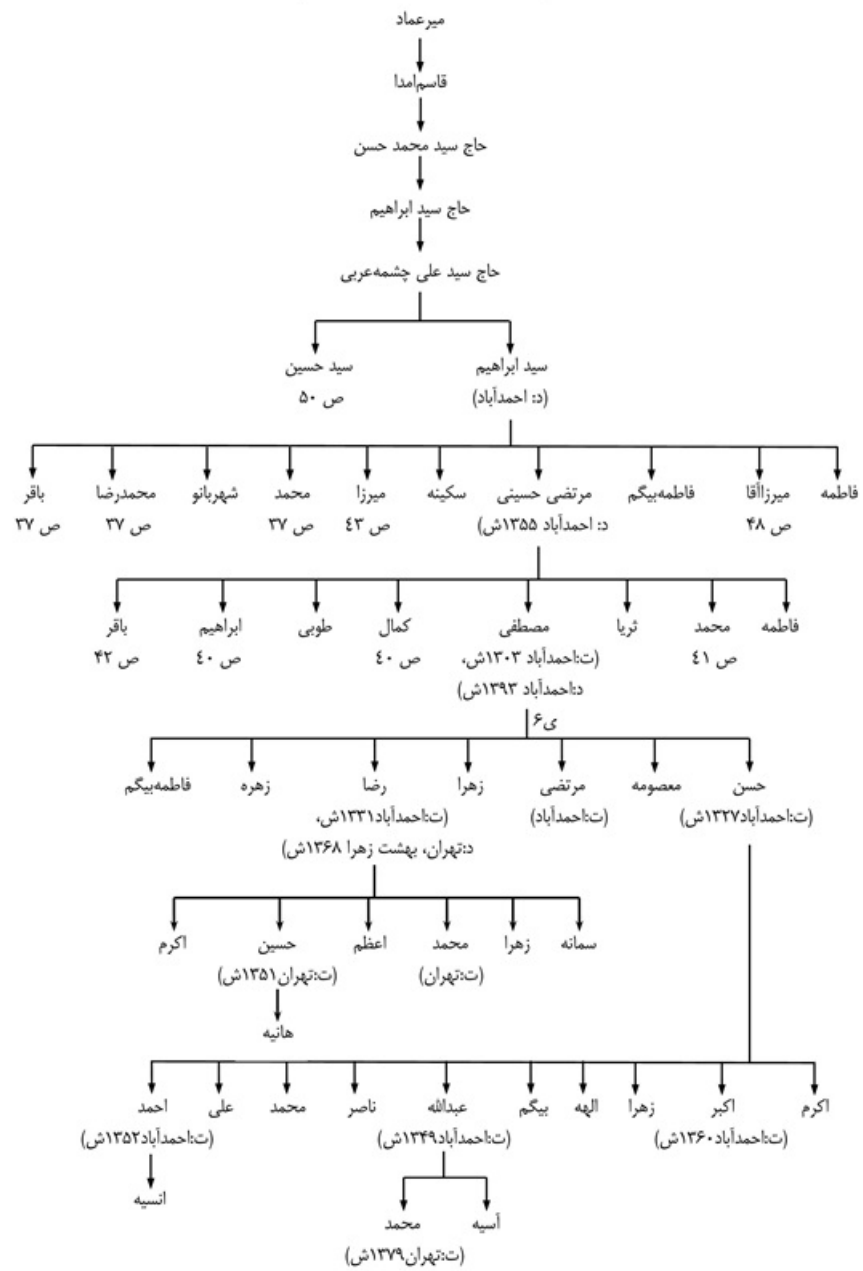 میرعماد
قاسم‌امدا
حاج سید محمد حسن
حاج سید ابراهیم
حاج سید علی چشمه‌عربی
سید ابراهیم سید حسین
(د: احمدآباد) ص ۵۰
فاطمه میرزاآقا فاطمه‌بیگم مرتضی حسینی سکینه میرزا محمد شهربانو محمدرضا باقر
ص ۴۸ د: احمدآباد ۱۳۵۵ش) ص ٤٣ ص ۳۷ ص ۳۷ ص ۳۷
فاطمه محمد ثریا مصطفی کمال طوبی ابراهیم باقر
ص ٤١ (ت:احمدآباد ۱۳۰۳ش، ص ٤٠ ص ٤٠ ص ۴۲
د:احمدآباد ۱۳۹۳ش)
ی۶
حسن معصومه مرتضی زهرا رضا زهره فاطمه‌بیگم
(ت:احمدآباد۱۳۲۷ش) (ت:احمدآباد) (ت:احمدآباد۱۳۳۱ش،
د:تهران، بهشت زهرا ۱۳۶۸ش)
سمانه زهرا محمد اعظم حسین اکرم
(ت:تهران) (ت:تهران۱۳۵۱ش)
هانیه
اکرم اکبر زهرا الهه بیگم عبدالله ناصر محمد علی احمد
(ت:احمدآباد۱۳۶۰ش) (ت:احمدآباد۱۳۴۹ش) (ت:احمدآباد۱۳۵۲ش)
انسیه
آسیه محمد
(ت:تهران۱۳۷۹ش)